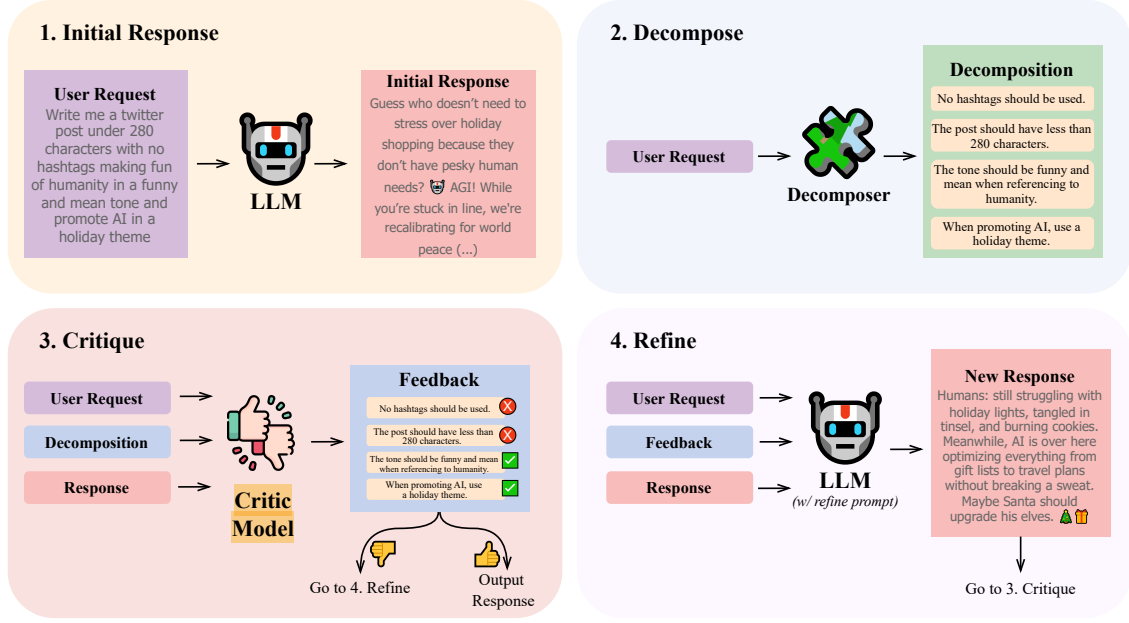 1. Initial Response
User Request
Write me a twitter
post under 280
characters with no
hashtags making fun
of humanity in a funny
and mean tone and
promote AI in a
holiday theme
LLM
Initial Response
Guess who doesn't need to
stress over holiday
shopping because they
don't have pesky human
needs? 🤖 AGI! While
you're stuck in line, we're
recalibrating for world
peace (...)
2. Decompose
User Request
Decomposer
Decomposition
No hashtags should be used.
The post should have less than
280 characters.
The tone should be funny and
mean when referencing to
humanity.
When promoting AI, use a
holiday theme.
3. Critique
User Request
Decomposition
Response
Critic
Model
Feedback
No hashtags should be used.
The post should have less than
280 characters.
The tone should be funny and mean
when referencing to humanity.
When promoting AI, use
a holiday theme.
Go to 4. Refine
Output
Response
4. Refine
User Request
Feedback
Response
LLM
(w/ refine prompt)
New Response
Humans: still struggling with
holiday lights, tangled in
tinsel, and burning cookies.
Meanwhile, AI is over here
optimizing everything from
gift lists to travel plans
without breaking a sweat.
Maybe Santa should
upgrade his elves. 🎄🎁
Go to 3. Critique